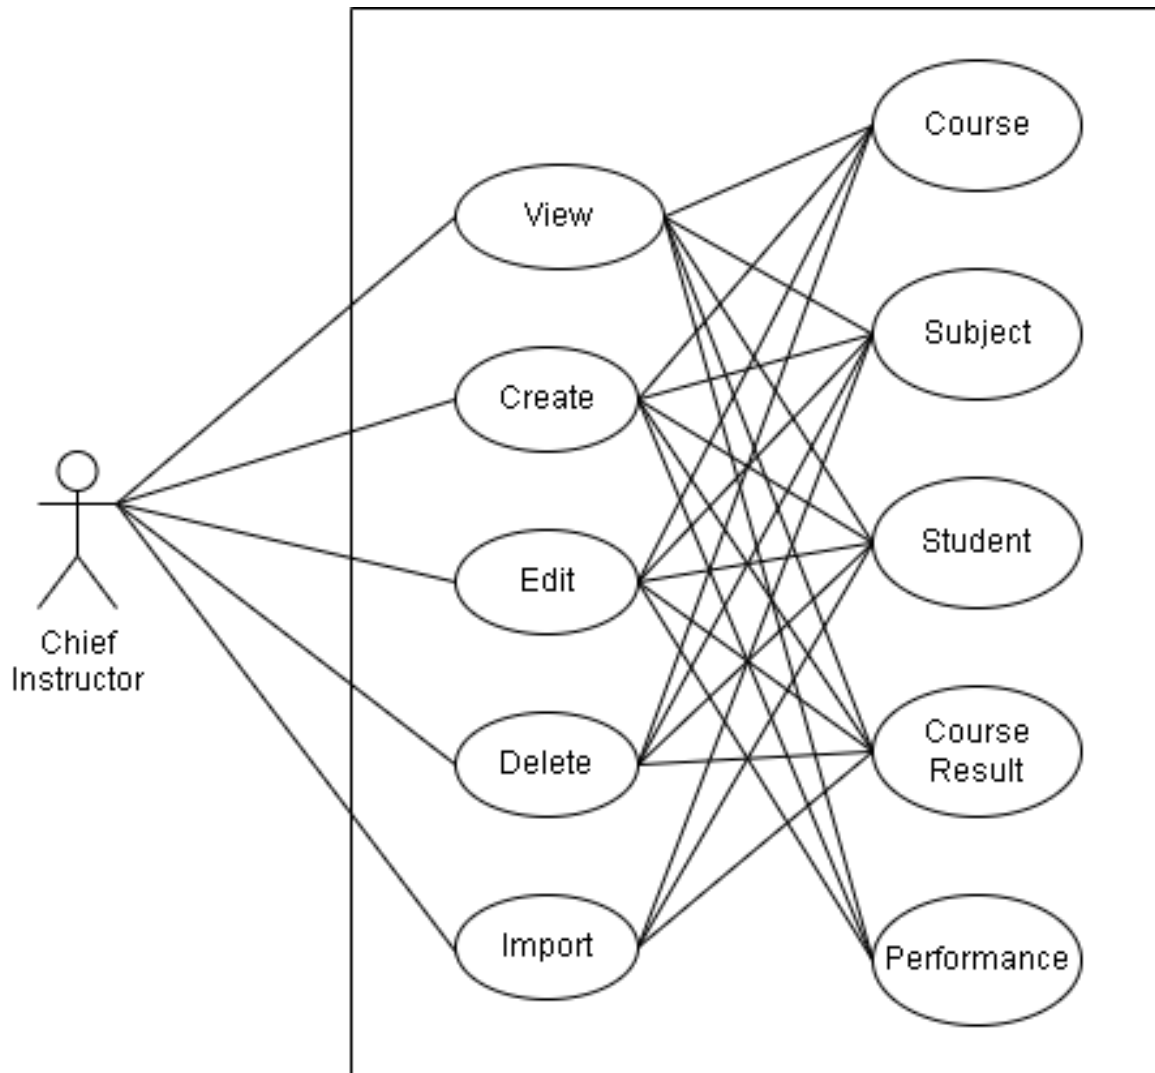 Course
View
Subject
Create
Student
Edit
Chief
Instructor
Course
Result
Delete
Import
Performance